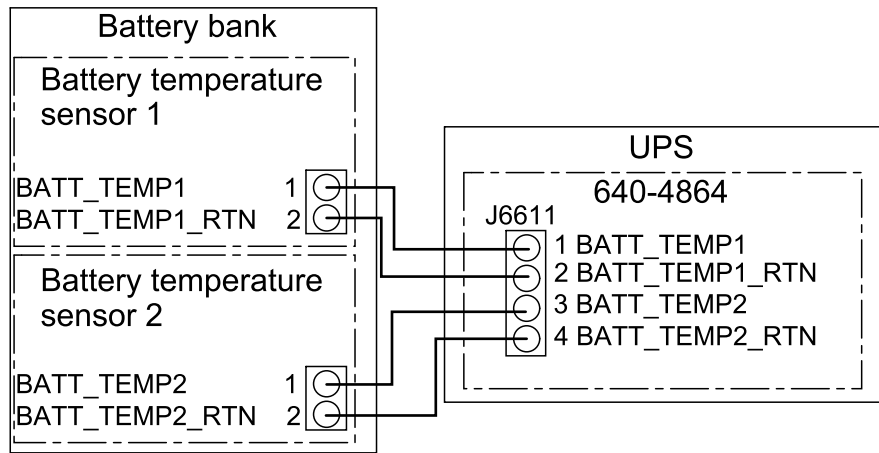 Battery bank
Battery temperature
sensor 1
BATT_TEMP1 1
BATT_TEMP1_RTN 2
Battery temperature
sensor 2
BATT_TEMP2 1
BATT_TEMP2_RTN 2
UPS
640-4864
J6611
1 BATT_TEMP1
2 BATT_TEMP1_RTN
3 BATT_TEMP2
4 BATT_TEMP2_RTN